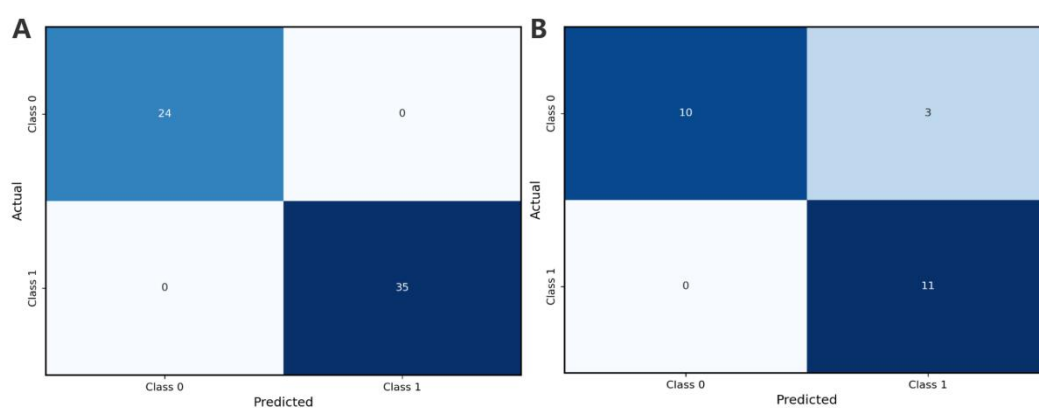 A
Class 0
24
0
Actual
Class 1
0
35
Class 0
Class 1
Predicted
B
Class 0
10
3
Actual
Class 1
0
11
Class 0
Class 1
Predicted